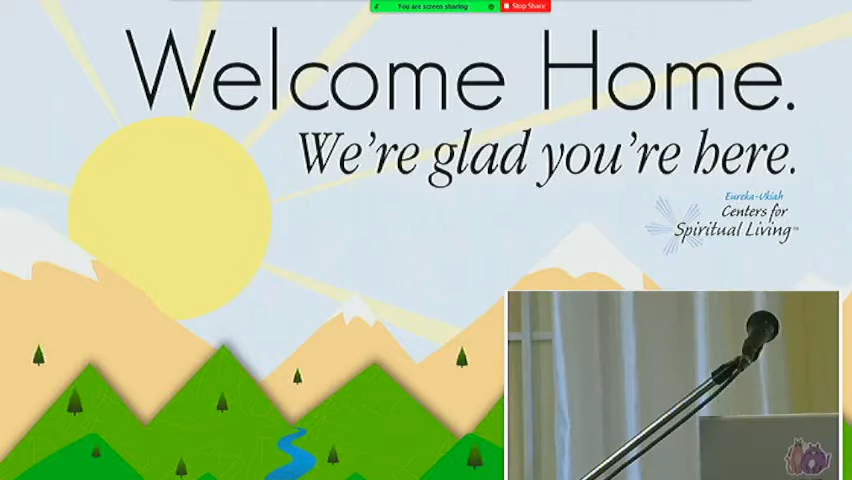 You are screen sharing
Stop Share
Welcome Home.
We're glad you're here.
Eureka-Ukiah
Centers for
Spiritual Living™